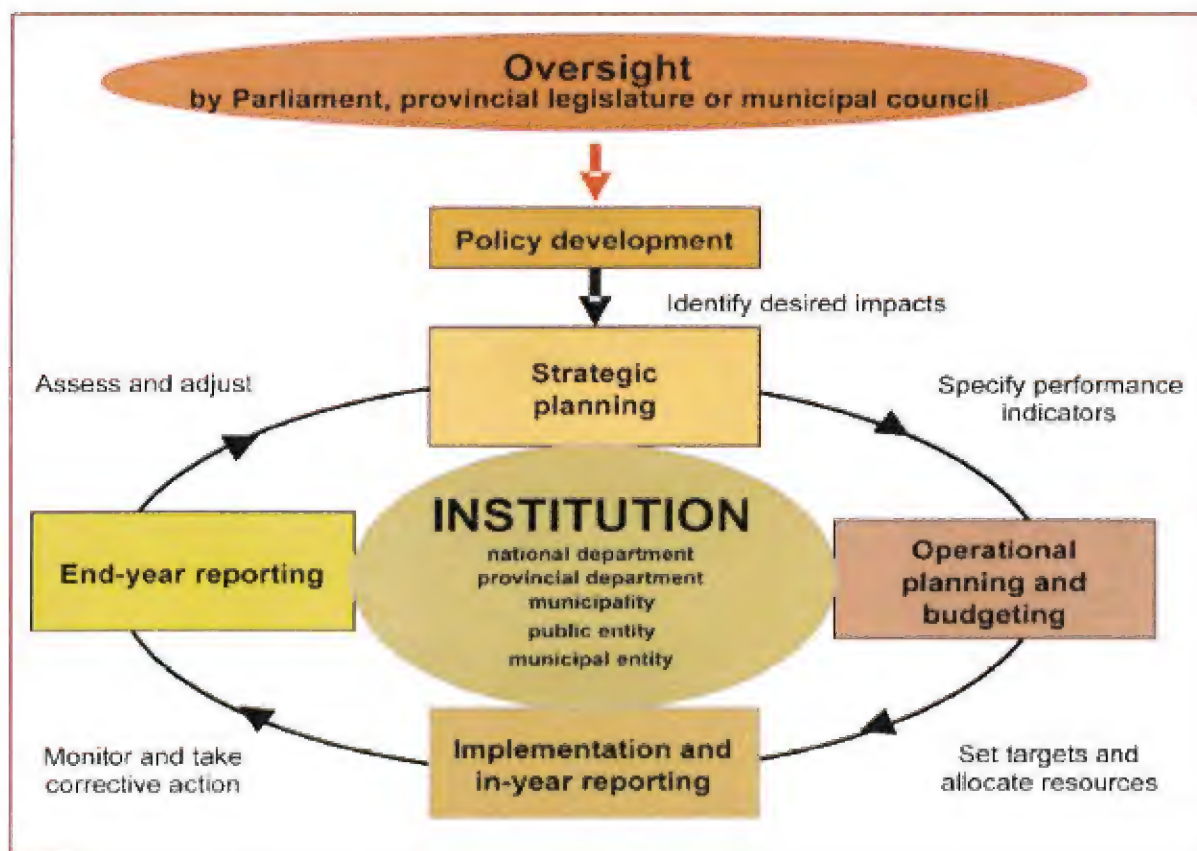 Oversight
by Parliament, provincial legislature or municipal council
Policy development
Identify desired impacts
Strategic
planning
Assess and adjust
Specify performance
indicators
INSTITUTION
national department
provincial department
municipality
public entity
municipal entity
End-year reporting
Operational
planning and
budgeting
Implementation and
in-year reporting
Monitor and take
corrective action
Set targets and
allocate resources